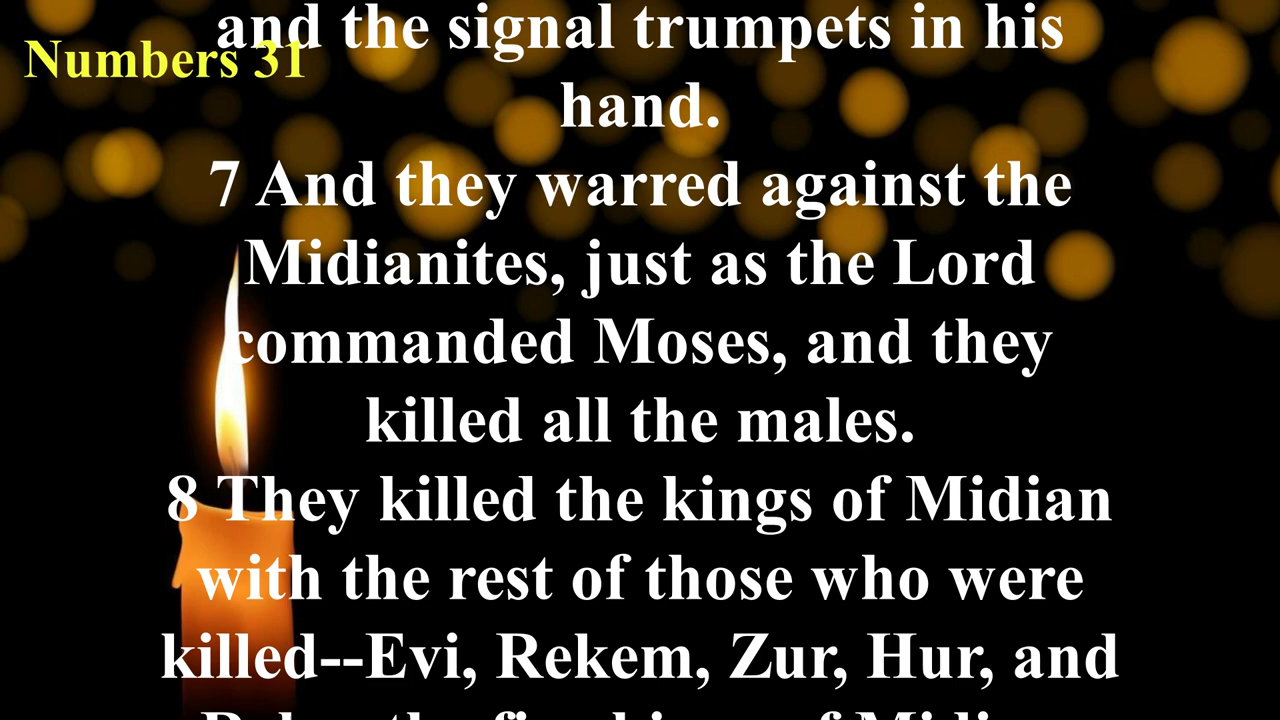 and the signal trumpets in his
Numbers 31
hand.
7 And they warred against the
Midianites, just as the Lord
commanded Moses, and they
killed all the males.
8 They killed the kings of Midian
with the rest of those who were
killed--Evi, Rekem, Zur, Hur, and